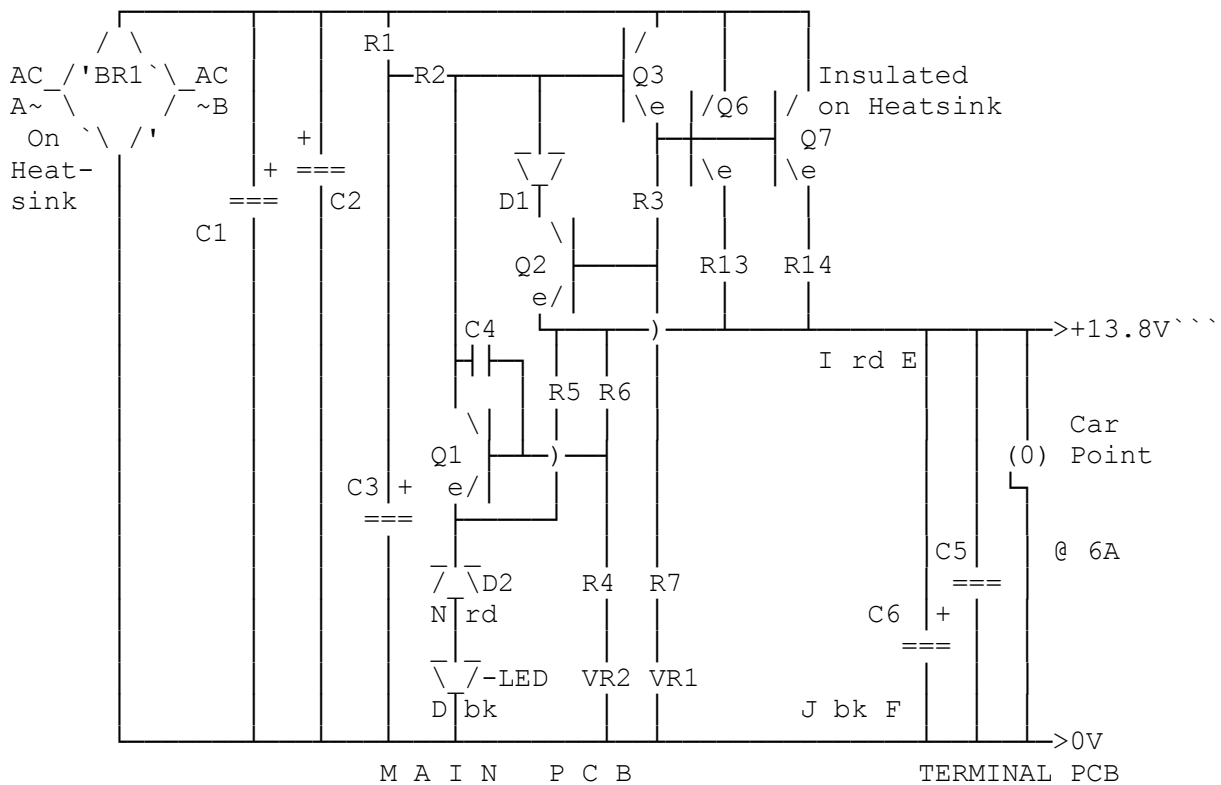 R1
AC 'BR1` AC R2 Q3 Insulated
A~ ~B e Q6 on Heatsink
On ` ' + Q7
Heat- + === e e
sink === C2 D1 R3
C1
Q2 R13 R14
e
C4 ) >+13.8V```
I rd E
R5 R6
Car
Q1 ) (0) Point
C3 + e
===
C5 @ 6A
D2 R4 R7 ===
N rd C6 +
===
-LED VR2 VR1
D bk J bk F
>0V
M A I N P C B TERMINAL PCB